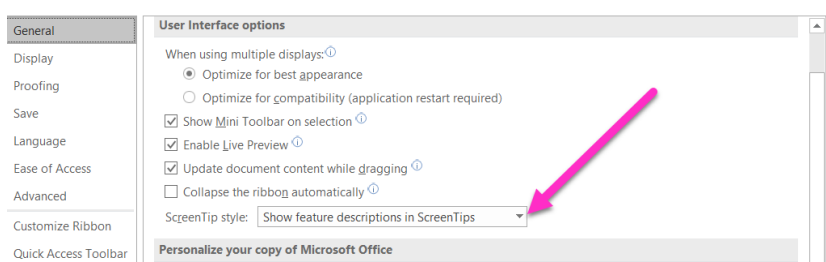 General
Display
Proofing
Save
Language
Ease of Access
Advanced
Customize Ribbon
Quick Access Toolbar
User Interface options
When using multiple displays:
Optimize for best appearance
Optimize for compatibility (application restart required)
Show Mini Toolbar on selection
Enable Live Preview
Update document content while dragging
Collapse the ribbon automatically
ScreenTip style: Show feature descriptions in ScreenTips
Personalize your copy of Microsoft Office